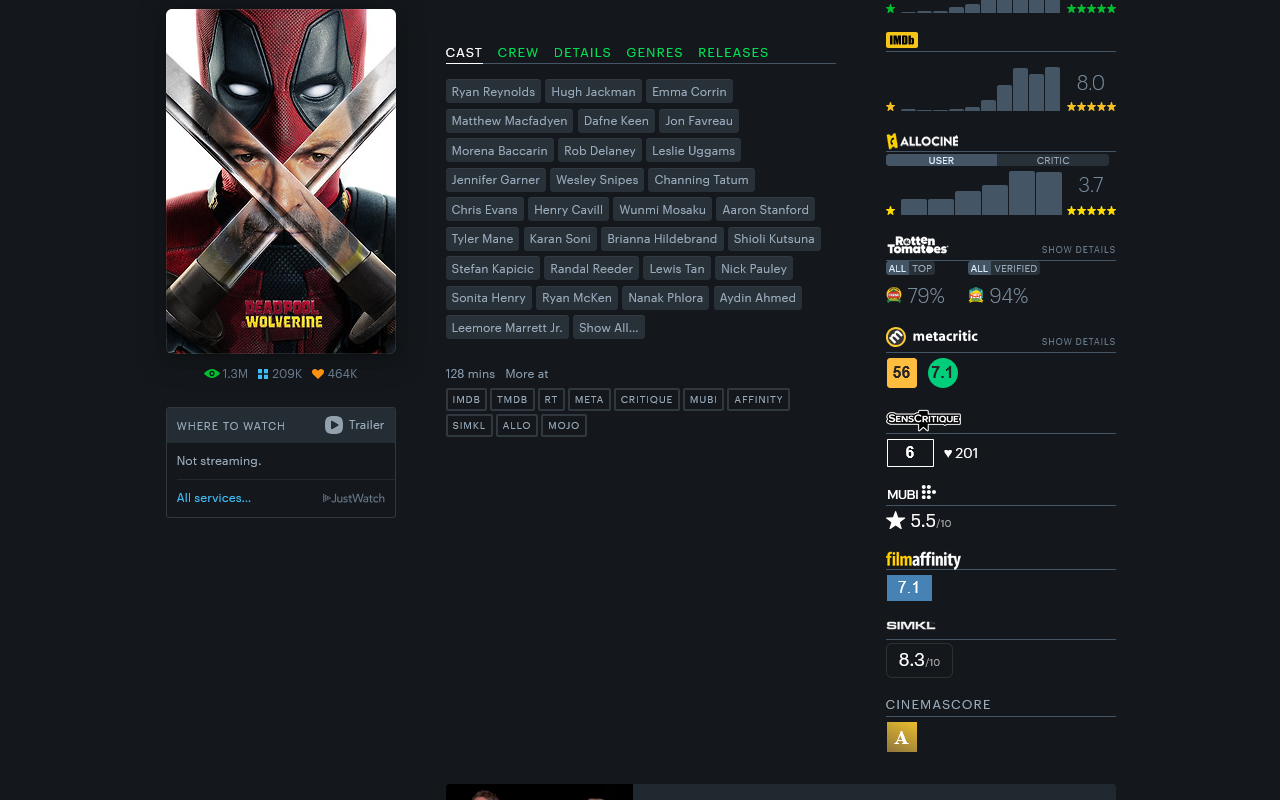 DEADPOOL
& WOLVERINE
1.3M 209K 464K
WHERE TO WATCH Trailer
Not streaming.
All services… JustWatch
CAST CREW DETAILS GENRES RELEASES
Ryan Reynolds Hugh Jackman Emma Corrin
Matthew Macfadyen Dafne Keen Jon Favreau
Morena Baccarin Rob Delaney Leslie Uggams
Jennifer Garner Wesley Snipes Channing Tatum
Chris Evans Henry Cavill Wunmi Mosaku Aaron Stanford
Tyler Mane Karan Soni Brianna Hildebrand Shioli Kutsuna
Stefan Kapicic Randal Reeder Lewis Tan Nick Pauley
Sonita Henry Ryan McKen Nanak Phlora Aydin Ahmed
Leemore Marrett Jr. Show All…
128 mins More at
IMDB TMDB RT META CRITIQUE MUBI AFFINITY
SIMKL ALLO MOJO
IMDb
8.0
ALLOCINÉ
USER CRITIC
3.7
Rotten
Tomatoes SHOW DETAILS
ALL TOP ALL VERIFIED
79% 94%
metacritic SHOW DETAILS
56 7.1
SENSCRITIQUE
6 ♥ 201
MUBI
5.5/10
filmaffinity
7.1
SIMKL
8.3/10
CINEMASCORE
A